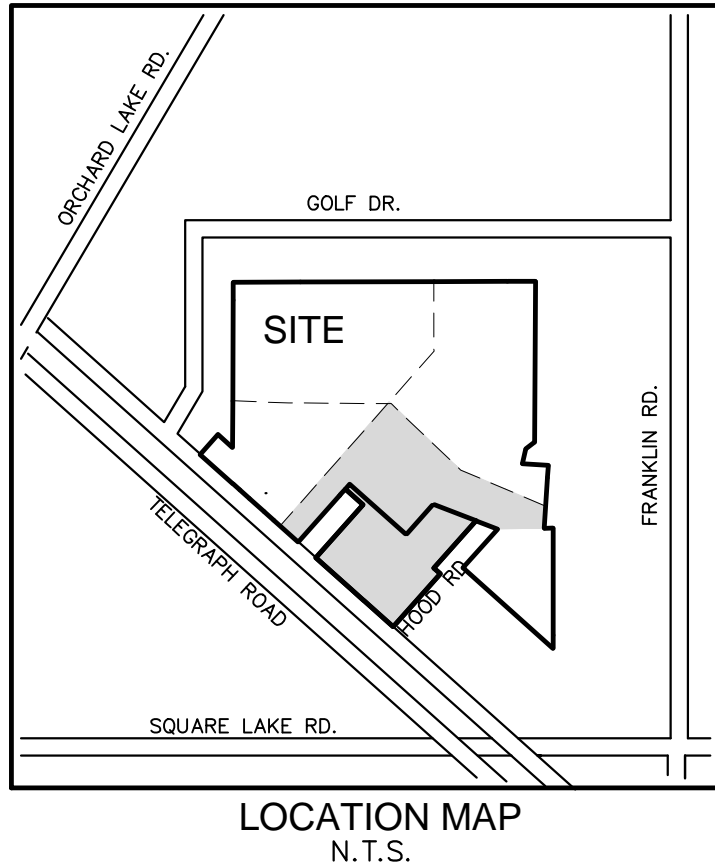 ORCHARD LAKE RD.
GOLF DR.
SITE
FRANKLIN RD.
TELEGRAPH ROAD
HOOD RD
SQUARE LAKE RD.
LOCATION MAP
N.T.S.